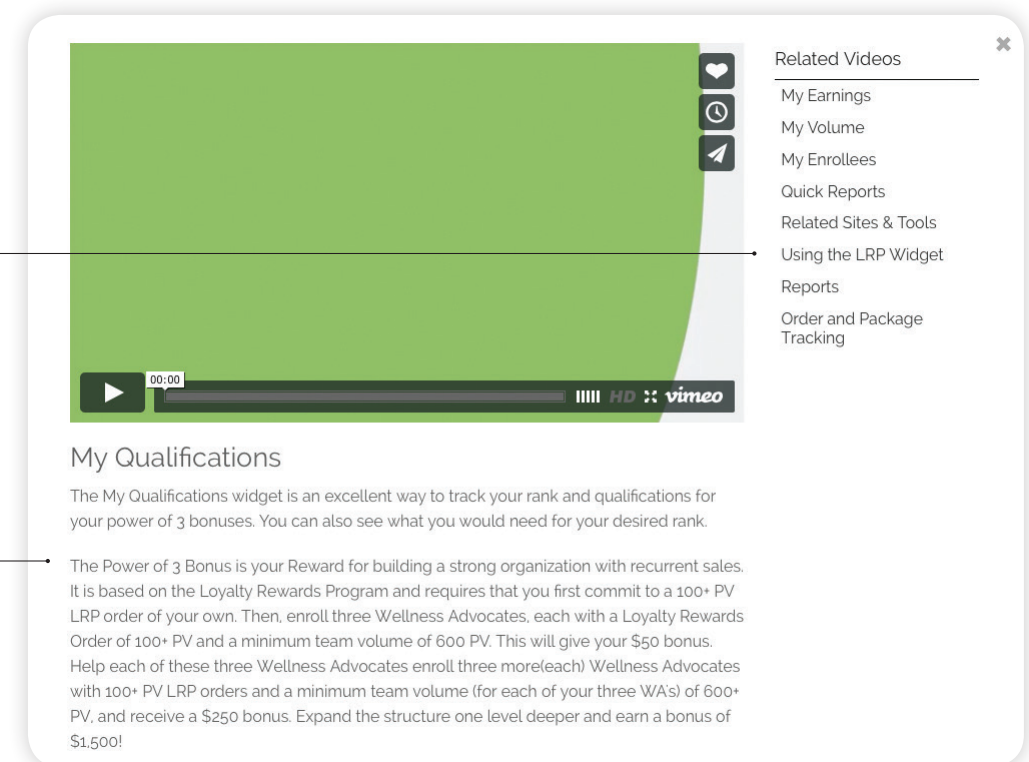 Related Videos
My Earnings
My Volume
My Enrollees
Quick Reports
Related Sites & Tools
Using the LRP Widget
Reports
Order and Package
Tracking
00:00
HD vimeo
My Qualifications
The My Qualifications widget is an excellent way to track your rank and qualifications for
your power of 3 bonuses. You can also see what you would need for your desired rank.
The Power of 3 Bonus is your Reward for building a strong organization with recurrent sales.
It is based on the Loyalty Rewards Program and requires that you first commit to a 100+ PV
LRP order of your own. Then, enroll three Wellness Advocates, each with a Loyalty Rewards
Order of 100+ PV and a minimum team volume of 600 PV. This will give your $50 bonus.
Help each of these three Wellness Advocates enroll three more(each) Wellness Advocates
with 100+ PV LRP orders and a minimum team volume (for each of your three WA's) of 600+
PV, and receive a $250 bonus. Expand the structure one level deeper and earn a bonus of
$1,500!